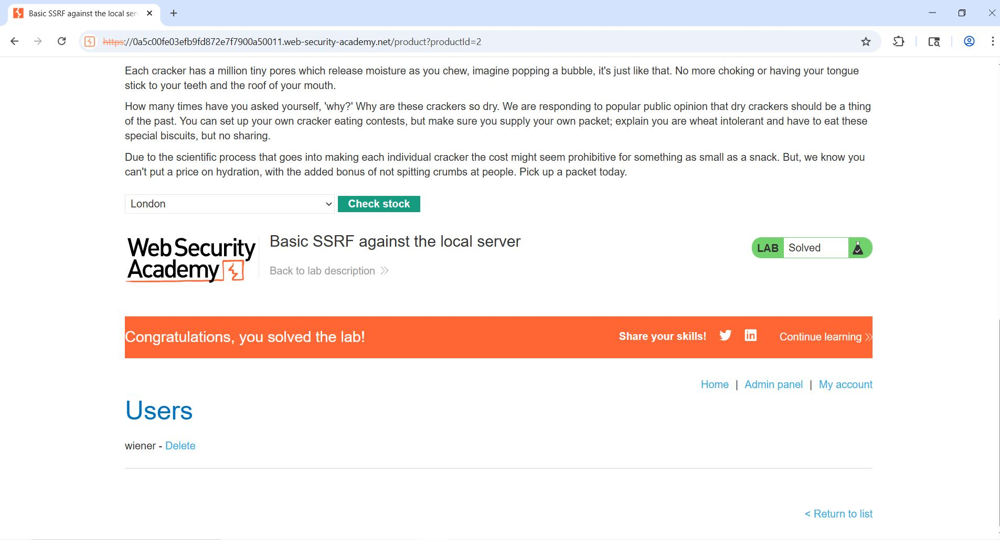 Basic SSRF against the local ser
https://0a5c00fe03efb9fd872e7f7900a50011.web-security-academy.net/product?productId=2
Each cracker has a million tiny pores which release moisture as you chew, imagine popping a bubble, it's just like that. No more choking or having your tongue
stick to your teeth and the roof of your mouth.
How many times have you asked yourself, 'why?' Why are these crackers so dry. We are responding to popular public opinion that dry crackers should be a thing
of the past. You can set up your own cracker eating contests, but make sure you supply your own packet; explain you are wheat intolerant and have to eat these
special biscuits, but no sharing.
Due to the scientific process that goes into making each individual cracker the cost might seem prohibitive for something as small as a snack. But, we know you
can't put a price on hydration, with the added bonus of not spitting crumbs at people. Pick up a packet today.
London
Check stock
Web Security
Academy
Basic SSRF against the local server
Back to lab description
LAB Solved
Congratulations, you solved the lab!
Share your skills!
Continue learning
Home | Admin panel | My account
Users
wiener - Delete
< Return to list